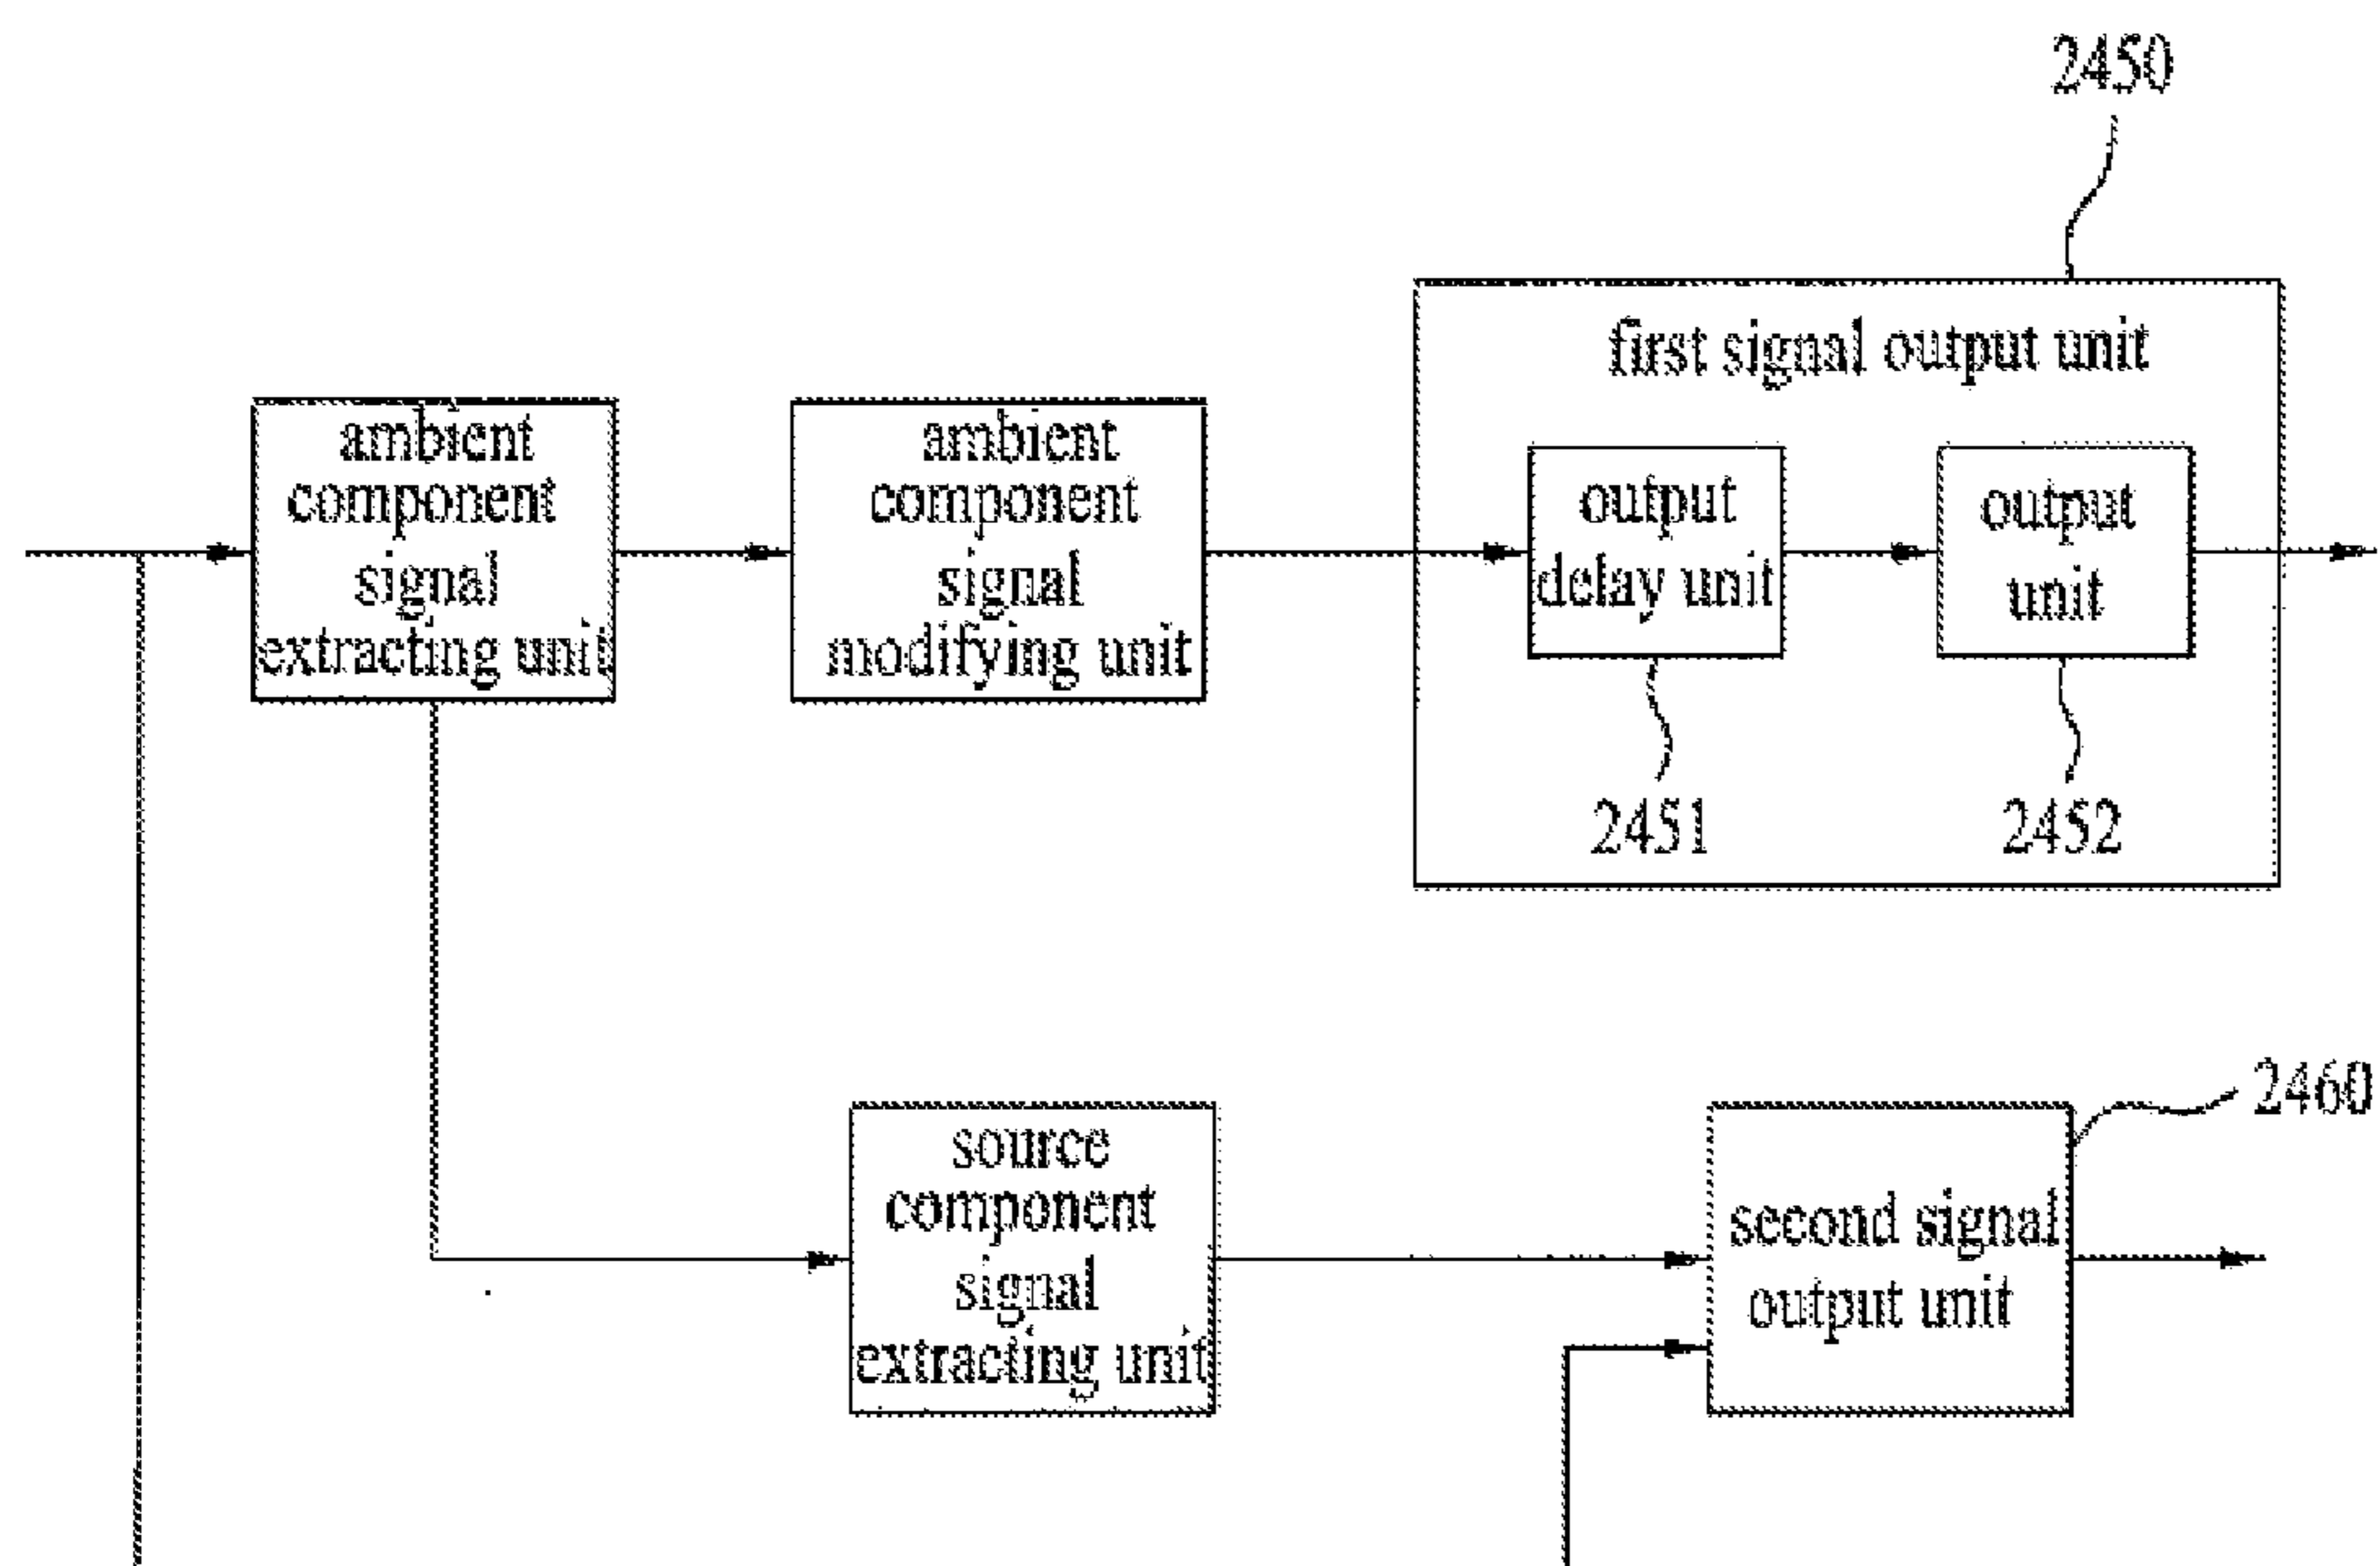 2450
first signal output unit
ambient
component
signal
extracting unit
ambient
component
signal
modifying unit
output
delay unit
output
unit
2451
2452
source
component
signal
extracting unit
second signal
output unit
2460